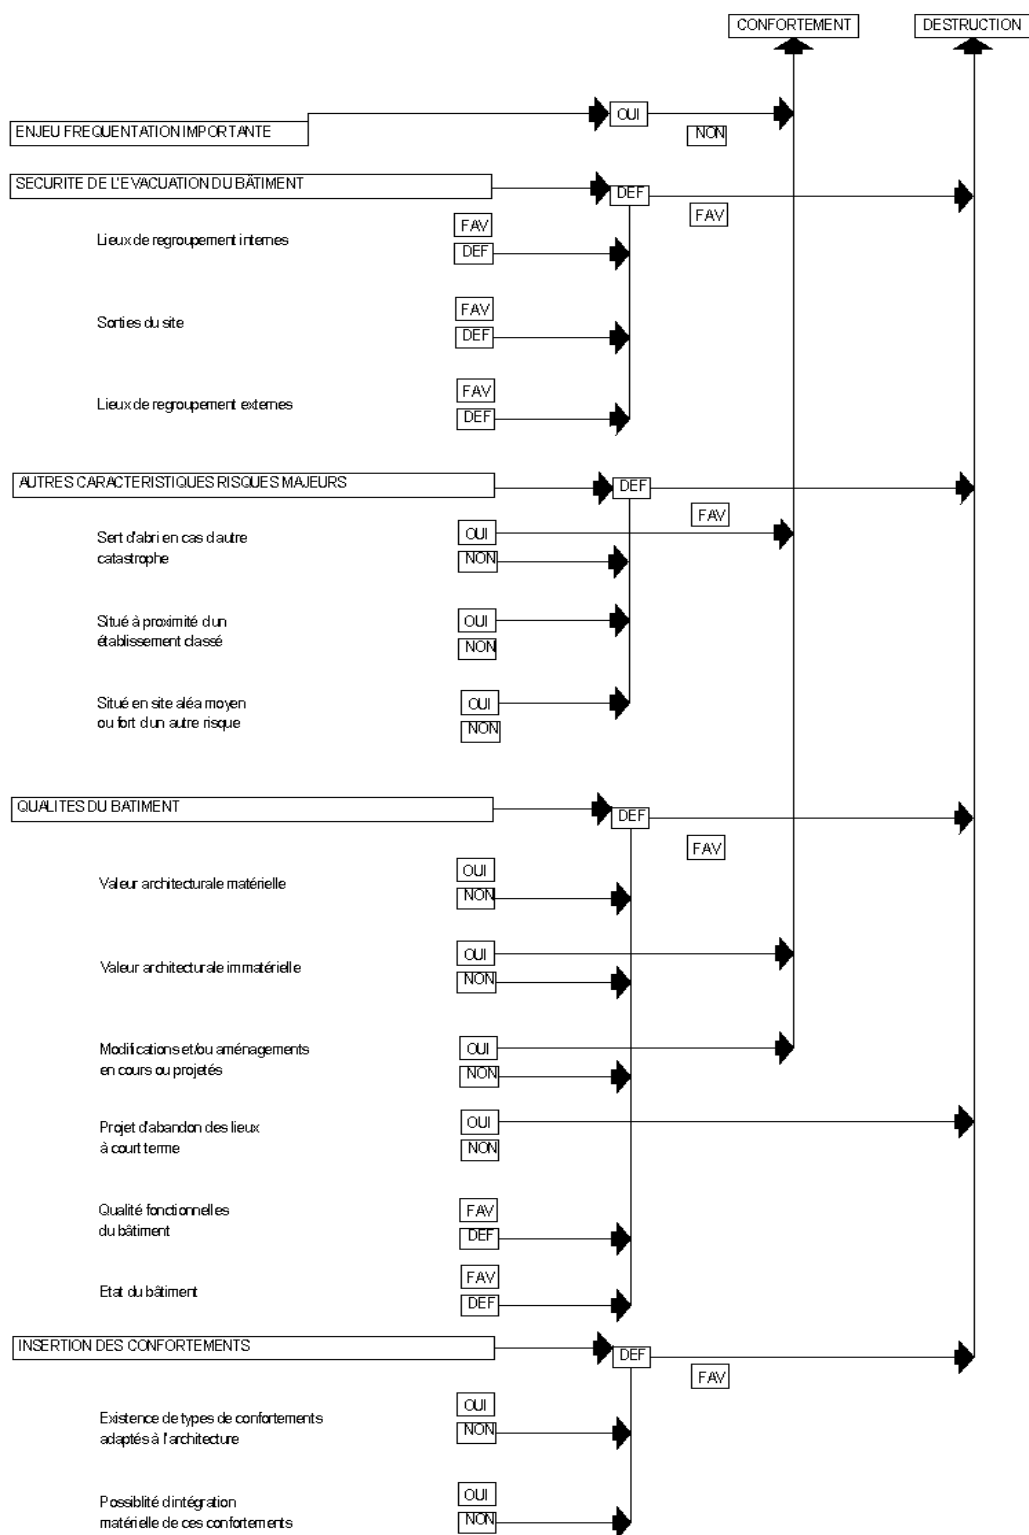 CONFORTEMENT
DESTRUCTION
OUI
ENJEU FREQUENTATION IMPORTANTE
NON
SECURITE DE L'EVACUATION DU BÂTIMENT
DEF
FAV
FAV
Lieux de regroupement internes
DEF
FAV
Sorties du site
DEF
FAV
Lieux de regroupement externes
DEF
AUTRES CARACTERISTIQUES RISQUES MAJEURS
DEF
FAV
Sert d'abri en cas d'autre
OUI
catastrophe
NON
Situé à proximité d'un
OUI
établissement classé
NON
Situé en site aléa moyen
OUI
ou fort d'un autre risque
NON
QUALITES DU BATIMENT
DEF
FAV
OUI
Valeur architecturale matérielle
NON
OUI
Valeur architecturale immatérielle
NON
Modifications et/ou aménagements
OUI
en cours ou projetés
NON
Projet d'abandon des lieux
OUI
à court terme
NON
Qualité fonctionnelles
FAV
du bâtiment
DEF
FAV
Etat du bâtiment
DEF
INSERTION DES CONFORTEMENTS
DEF
FAV
OUI
Existence de types de confortements
NON
adaptés à l'architecture
OUI
Possiblité d'intégration
NON
matérielle de ces confortements